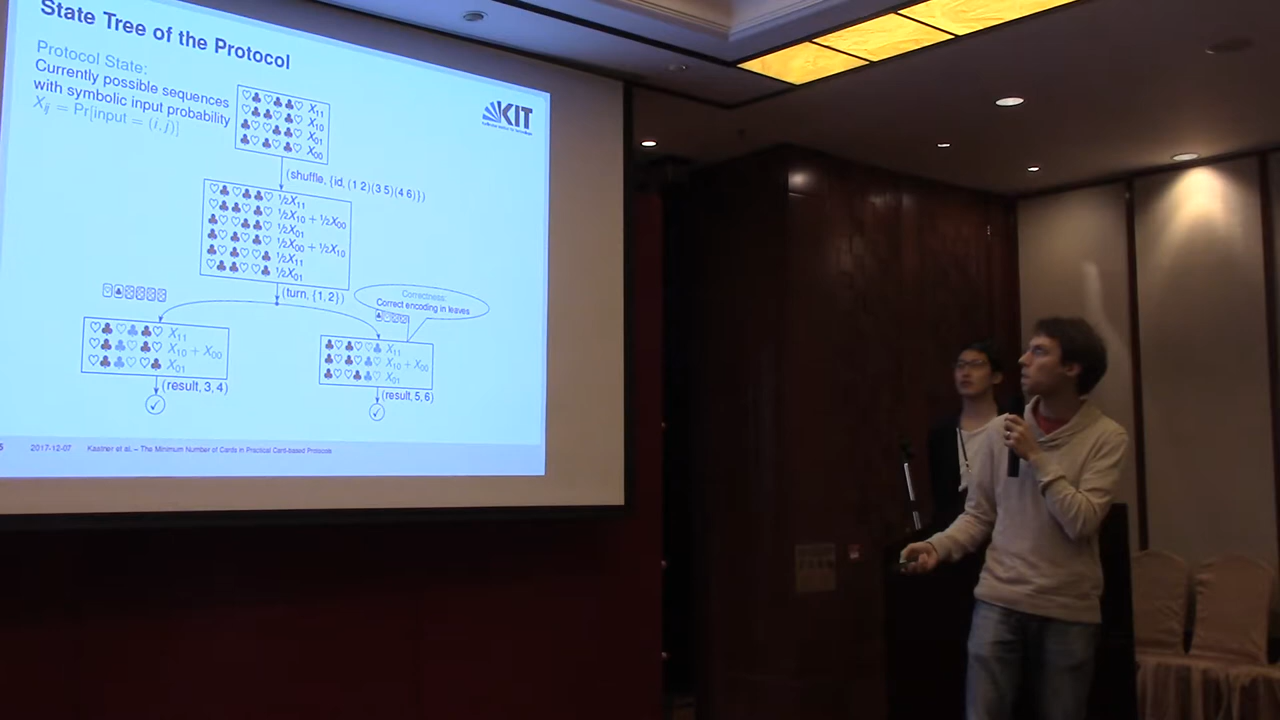 State Tree of the Protocol
Protocol State:
Currently possible sequences
with symbolic input probability
X_ij = Pr[input = (i, j)]
KIT
♡♣♡♣♣♡ X₁₁
♡♣♣♡♣♡ X₁₀
♣♡♡♣♣♡ X₀₁
♣♡♣♡♣♡ X₀₀
(shuffle, {id, (1 2)(3 5)(4 6)})
♡♣♡♣♣♡ ½X₁₁
♡♣♣♡♣♡ ½X₁₀ + ½X₀₀
♣♡♡♣♣♡ ½X₀₁
♣♡♣♡♣♡ ½X₀₀ + ½X₁₀
♣♡♣♡♡♣ ½X₁₁
♡♣♣♡♡♣ ½X₀₁
(turn, {1, 2})
Correctness:
Correct encoding in leaves
♡♣♡♣♣♡ X₁₁
♡♣♣♡♣♡ X₁₀ + X₀₀
♡♣♣♡♡♣ X₀₁
♣♡♣♡♡♣ X₁₁
♣♡♣♡♣♡ X₁₀ + X₀₀
♣♡♡♣♣♡ X₀₁
(result, 3, 4)
(result, 5, 6)
✓
✓
5 2017-12-07 Kastner et al. – The Minimum Number of Cards in Practical Card-based Protocols